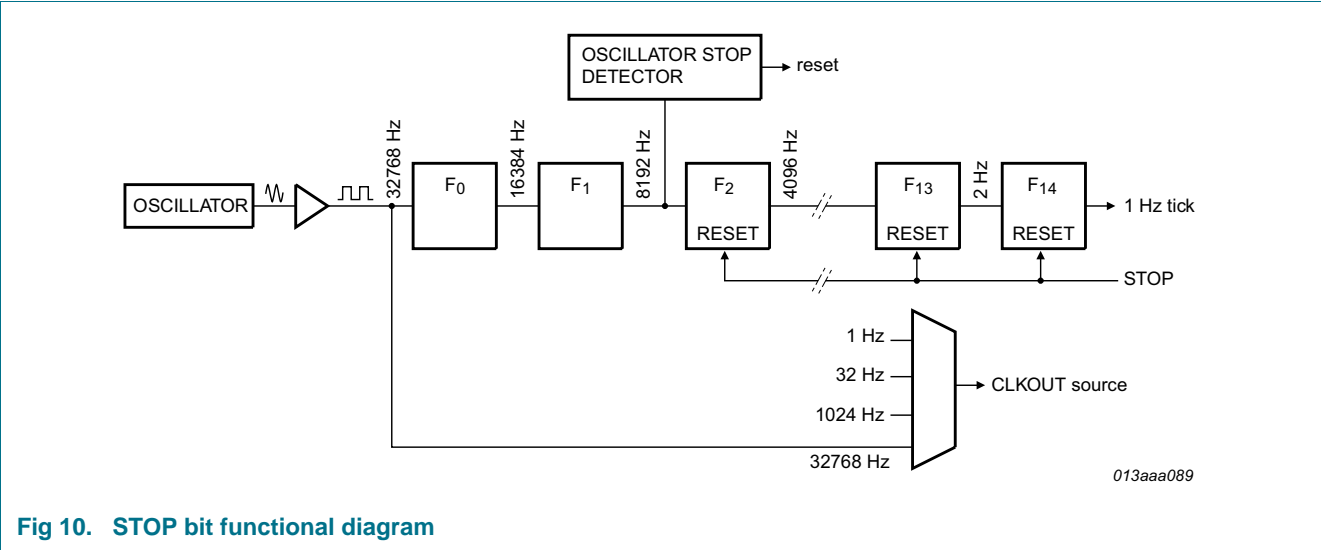 OSCILLATOR STOP
DETECTOR
reset
32768 Hz
16384 Hz
8192 Hz
4096 Hz
2 Hz
OSCILLATOR
F0
F1
F2
RESET
F13
RESET
F14
RESET
1 Hz tick
STOP
1 Hz
32 Hz
1024 Hz
32768 Hz
CLKOUT source
013aaa089
Fig 10. STOP bit functional diagram